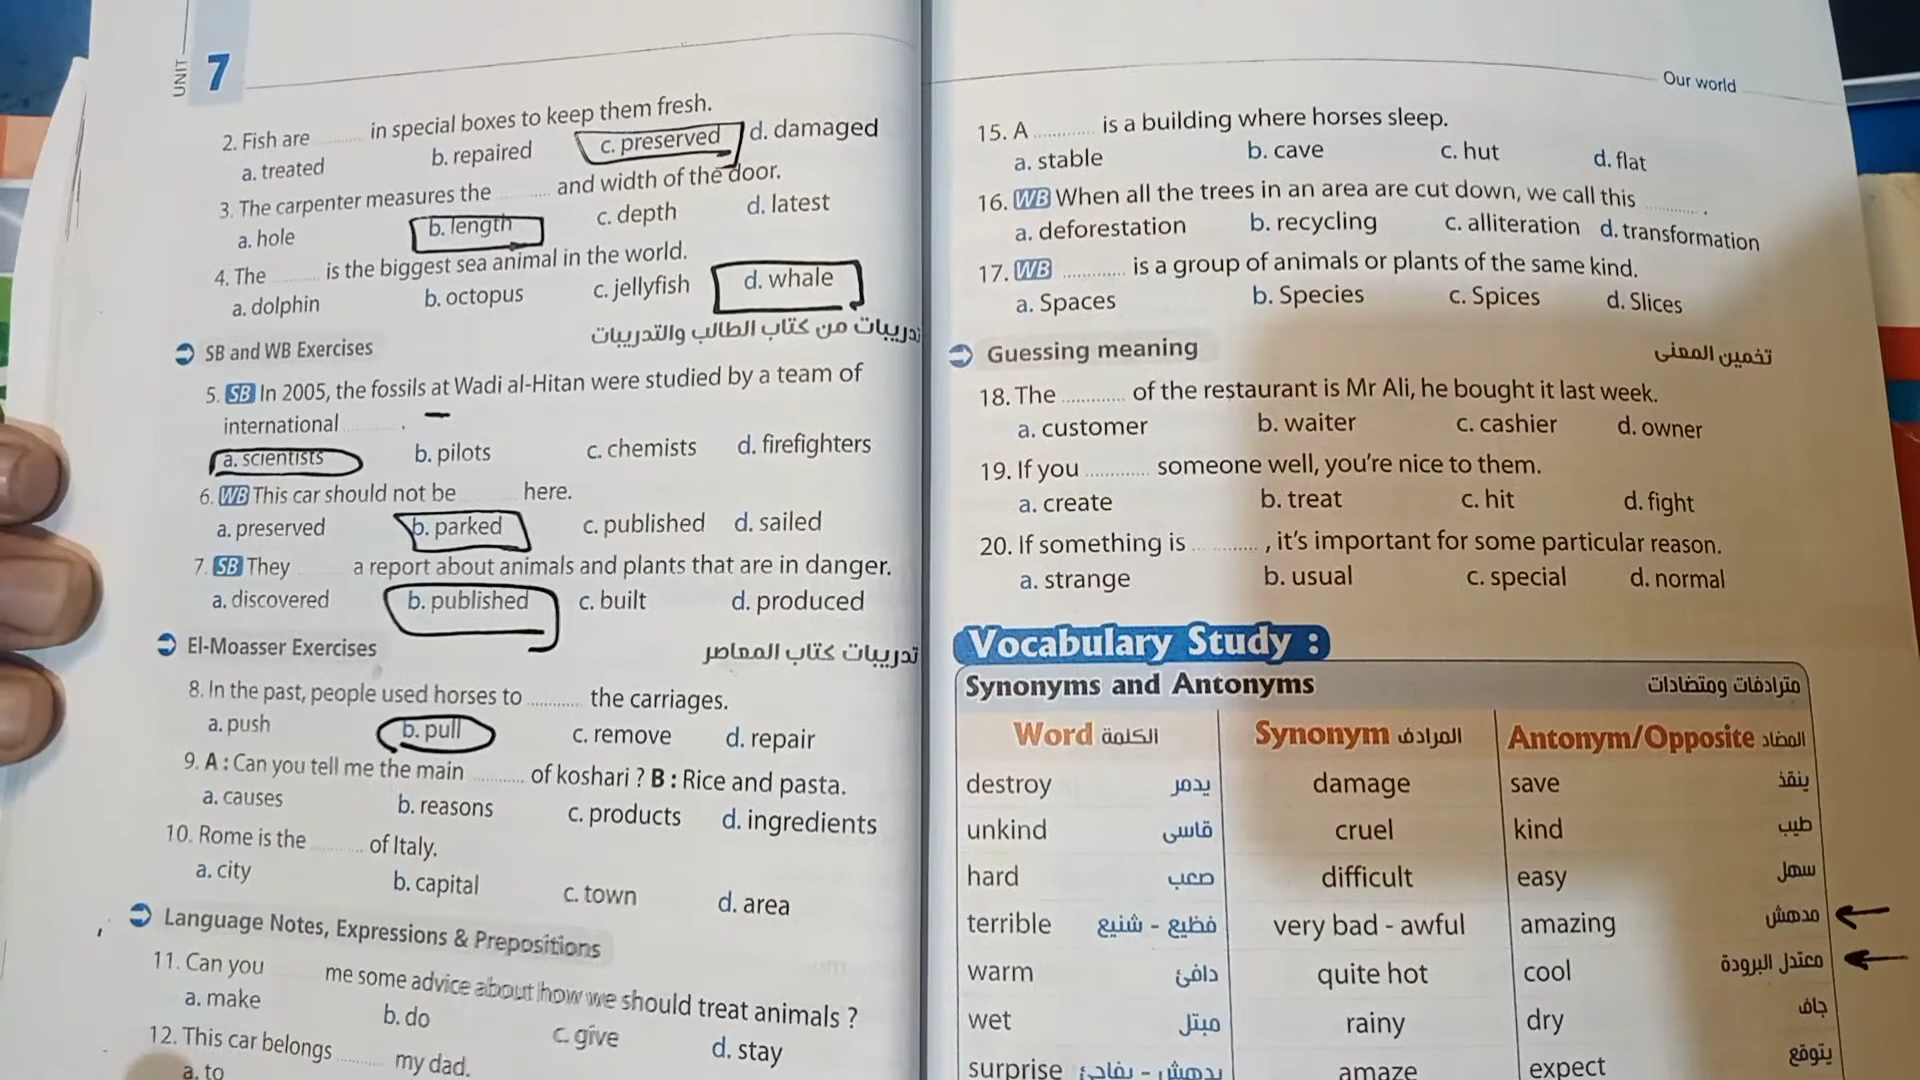 UNIT 7
2. Fish are ......... in special boxes to keep them fresh.
a. treated b. repaired c. preserved d. damaged
3. The carpenter measures the ......... and width of the door.
a. hole b. length c. depth d. latest
4. The ......... is the biggest sea animal in the world.
a. dolphin b. octopus c. jellyfish d. whale
SB and WB Exercises تدريبات من كتاب الطالب والتدريبات
5. SB In 2005, the fossils at Wadi al-Hitan were studied by a team of
international ......... .
a. scientists b. pilots c. chemists d. firefighters
6. WB This car should not be ......... here.
a. preserved b. parked c. published d. sailed
7. SB They ......... a report about animals and plants that are in danger.
a. discovered b. published c. built d. produced
El-Moasser Exercises تدريبات كتاب المعاصر
8. In the past, people used horses to ............ the carriages.
a. push b. pull c. remove d. repair
9. A : Can you tell me the main ............ of koshari ? B : Rice and pasta.
a. causes b. reasons c. products d. ingredients
10. Rome is the ............ of Italy.
a. city b. capital c. town d. area
Language Notes, Expressions & Prepositions
11. Can you ......... me some advice about how we should treat animals ?
a. make b. do c. give d. stay
12. This car belongs ......... my dad.
a. to
Our world
15. A ............ is a building where horses sleep.
a. stable b. cave c. hut d. flat
16. WB When all the trees in an area are cut down, we call this ............ .
a. deforestation b. recycling c. alliteration d. transformation
17. WB ............ is a group of animals or plants of the same kind.
a. Spaces b. Species c. Spices d. Slices
Guessing meaning تخمين المعنى
18. The ............ of the restaurant is Mr Ali, he bought it last week.
a. customer b. waiter c. cashier d. owner
19. If you ............ someone well, you're nice to them.
a. create b. treat c. hit d. fight
20. If something is ............ , it's important for some particular reason.
a. strange b. usual c. special d. normal
Vocabulary Study :
Synonyms and Antonyms مترادفات ومتضادات
Word الكلمة Synonym المرادف Antonym/Opposite المضاد
destroy يدمر damage save ينقذ
unkind قاسى cruel kind طيب
hard صعب difficult easy سهل
terrible فظيع - شنيع very bad - awful amazing مدهش
warm دافئ quite hot cool معتدل البرودة
wet مبتل rainy dry جاف
surprise يدهش - يفاجئ amaze expect يتوقع